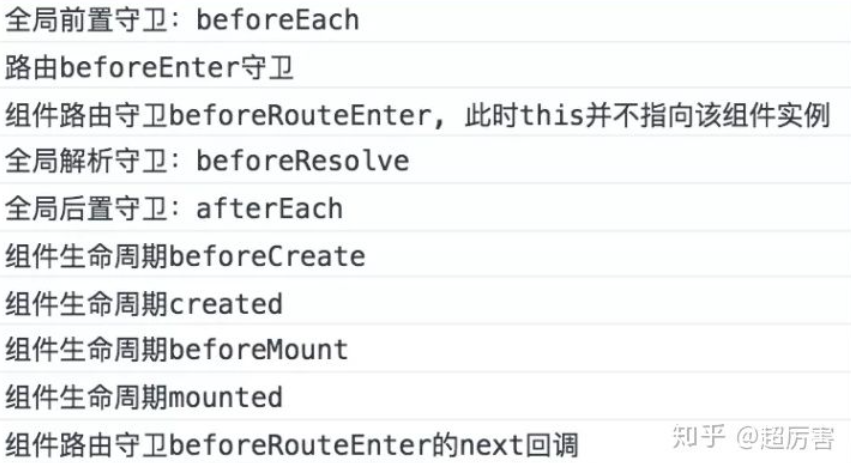 全局前置守卫：beforeEach
路由beforeEnter守卫
组件路由守卫beforeRouteEnter, 此时this并不指向该组件实例
全局解析守卫：beforeResolve
全局后置守卫：afterEach
组件生命周期beforeCreate
组件生命周期created
组件生命周期beforeMount
组件生命周期mounted
组件路由守卫beforeRouteEnter的next回调
知乎 @超厉害